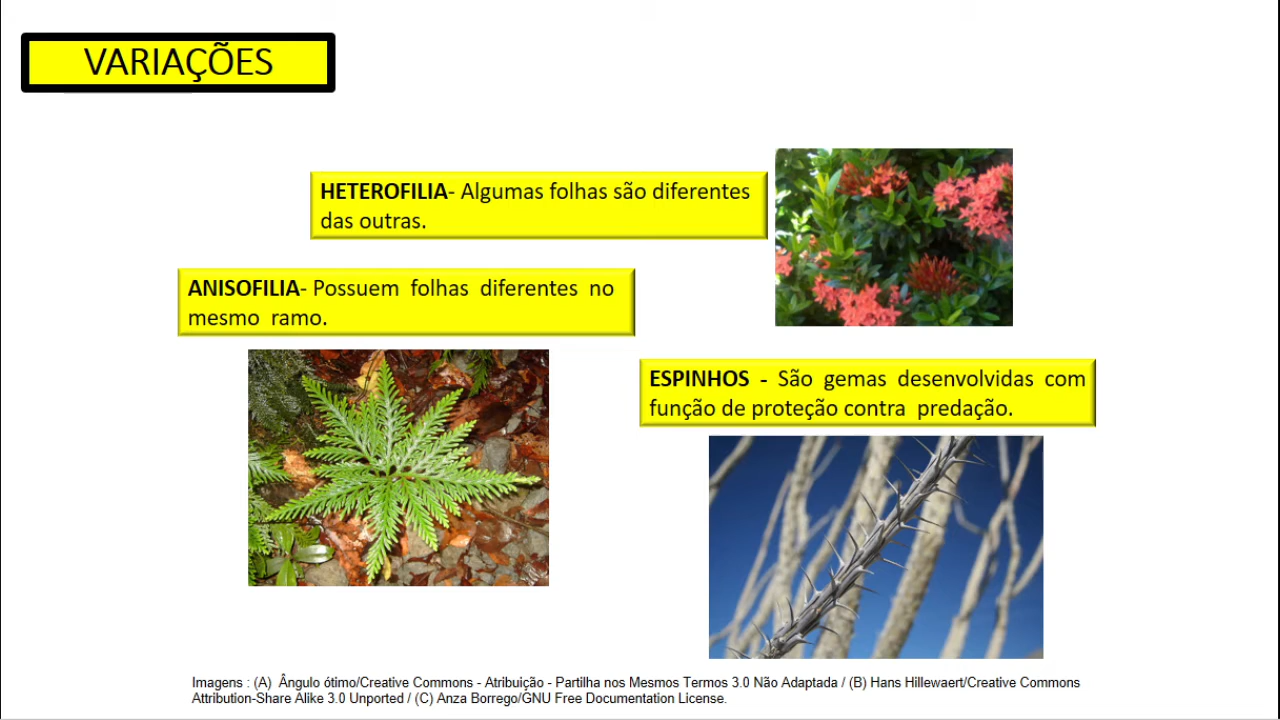 VARIAÇÕES
HETEROFILIA- Algumas folhas são diferentes
das outras.
ANISOFILIA- Possuem folhas diferentes no
mesmo ramo.
ESPINHOS - São gemas desenvolvidas com
função de proteção contra predação.
Imagens : (A) Ângulo ótimo/Creative Commons - Atribuição - Partilha nos Mesmos Termos 3.0 Não Adaptada / (B) Hans Hillewaert/Creative Commons
Attribution-Share Alike 3.0 Unported / (C) Anza Borrego/GNU Free Documentation License.